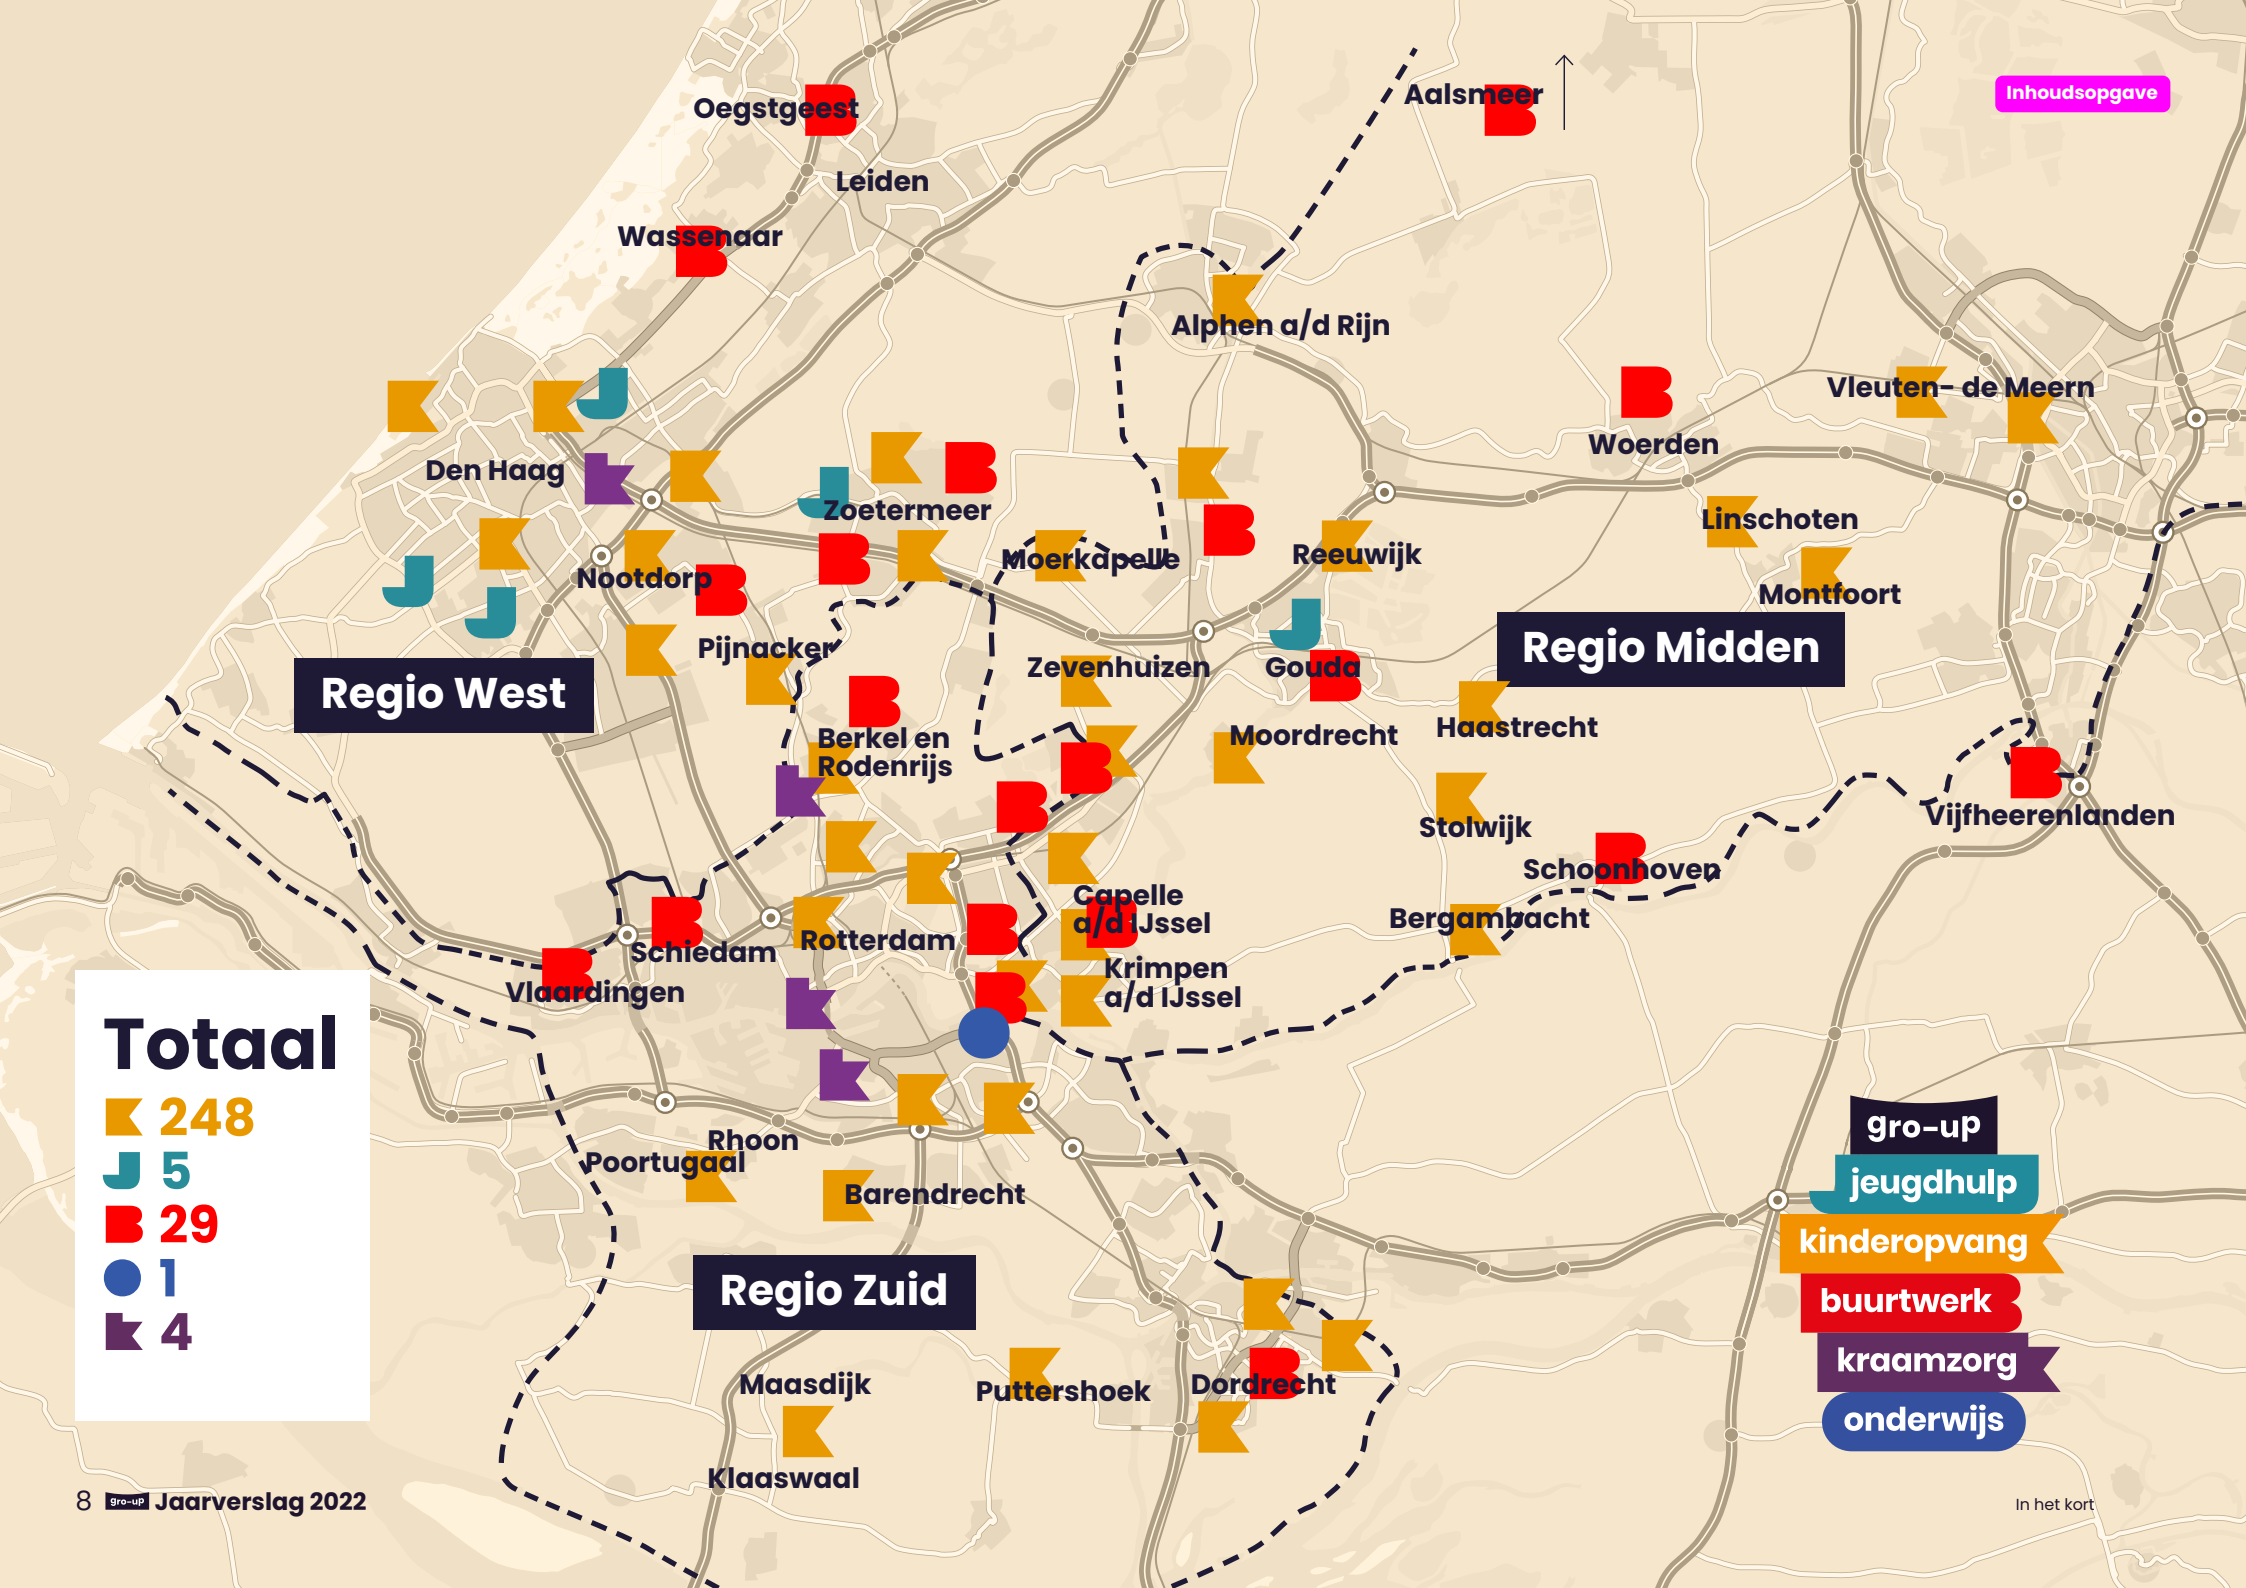 Inhoudsopgave
Oegstgeest
Aalsmeer
Leiden
Wassenaar
Alphen a/d Rijn
Vleuten- de Meern
Woerden
Den Haag
Zoetermeer
Linschoten
Moerkapelle
Reeuwijk
Nootdorp
Montfoort
Pijnacker
Zevenhuizen
Gouda
Regio Midden
Regio West
Haastrecht
Moordrecht
Berkel en
Rodenrijs
Stolwijk
Vijfheerenlanden
Schoonhoven
Capelle
a/d IJssel
Bergambacht
Rotterdam
Schiedam
Krimpen
a/d IJssel
Vlaardingen
Totaal
248
5
29
1
4
Rhoon
Poortugaal
Barendrecht
Regio Zuid
Maasdijk
Puttershoek
Dordrecht
Klaaswaal
gro-up
jeugdhulp
kinderopvang
buurtwerk
kraamzorg
onderwijs
8 gro-up Jaarverslag 2022
In het kort